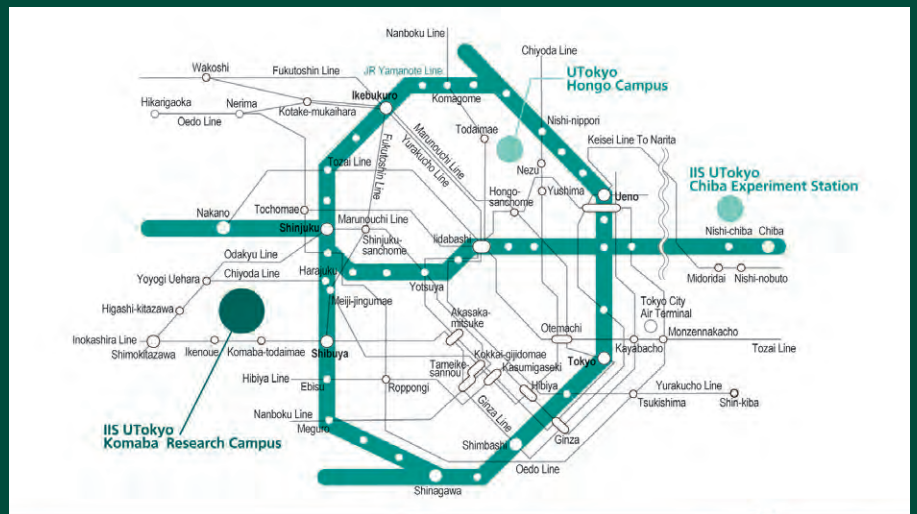 Nanboku Line
Chiyoda Line
Wakoshi
Fukutoshin Line
JR Yamanote Line
UTokyo
Hongo Campus
Ikebukuro
Komagome
Hikarigaoka
Nerima
Kotake-mukaihara
Oedo Line
Todaimae
Nishi-nippori
Keisei Line To Narita
Marunouchi Line
Yurakucho Line
Fukutoshin Line
Tozai Line
Nezu
IIS UTokyo
Chiba Experiment Station
Hongo-
sanchome
Yushima
Ueno
Nakano
Tochomae
Marunouchi Line
Shinjuku
Shinjuku-
sanchome
Iidabashi
Nishi-chiba
Chiba
Odakyu Line
Harajuku
Yotsuya
Midoridai
Nishi-nobuto
Yoyogi Uehara
Chiyoda Line
Meiji-jingumae
Higashi-kitazawa
Akasaka-
mitsuke
Otemachi
Tokyo City
Air Terminal
Monzennakacho
Inokashira Line
Shimokitazawa
Ikenoue
Komaba-todaimae
Shibuya
Kokkai-gijidomae
Kasumigaseki
Tokyo
Kayabacho
Tozai Line
Tameike-
sannou
Hibiya Line
Ebisu
Roppongi
HIbiya
Yurakucho Line
Tsukishima
Shin-kiba
Ginza Line
Nanboku Line
Meguro
Ginza
IIS UTokyo
Komaba Research Campus
Shimbashi
Oedo Line
Shinagawa